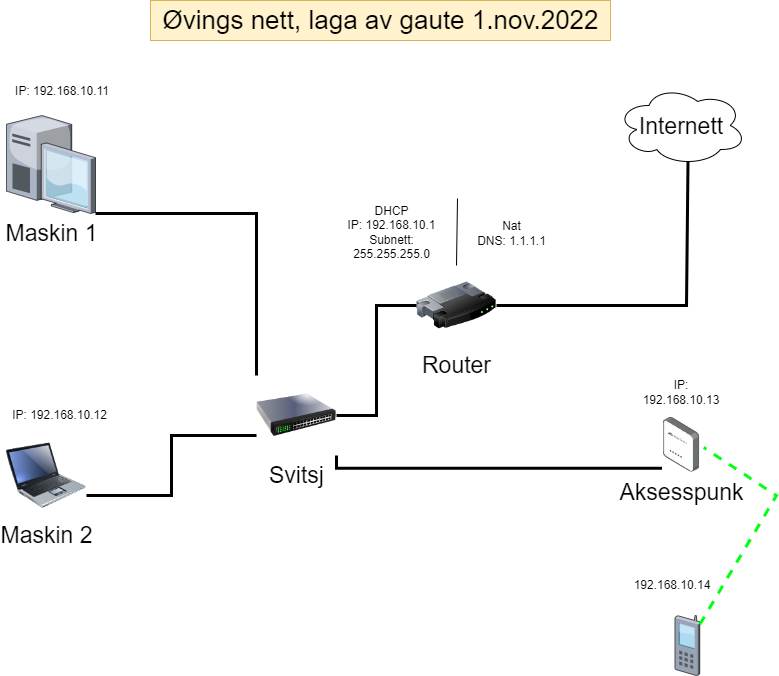 Øvings nett, laga av gaute 1.nov.2022
IP: 192.168.10.11
Maskin 1
Internett
DHCP
IP: 192.168.10.1
Subnett:
255.255.255.0
Nat
DNS: 1.1.1.1
Router
IP: 192.168.10.12
Maskin 2
Svitsj
IP:
192.168.10.13
Aksesspunk
192.168.10.14